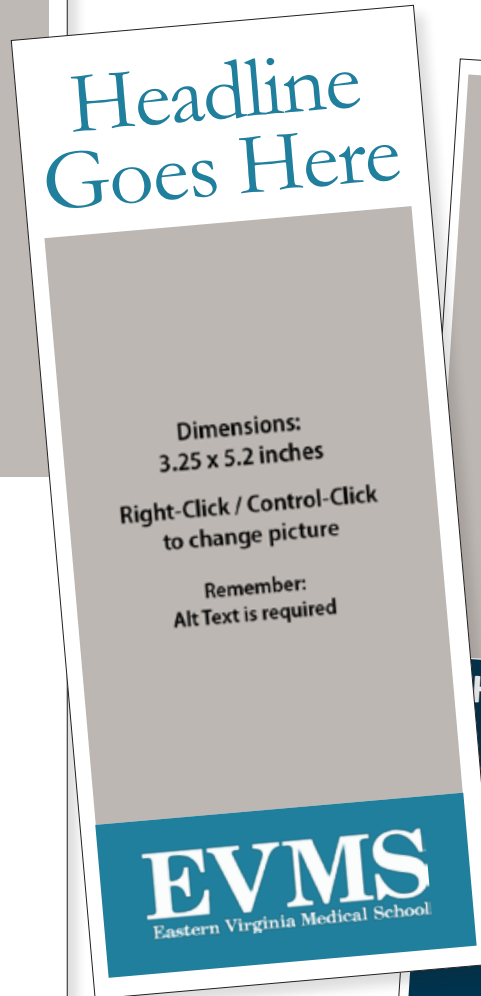 Headline
Goes Here
Dimensions:
3.25 x 5.2 inches
Right-Click / Control-Click
to change picture
Remember:
Alt Text is required
EVMS
Eastern Virginia Medical School